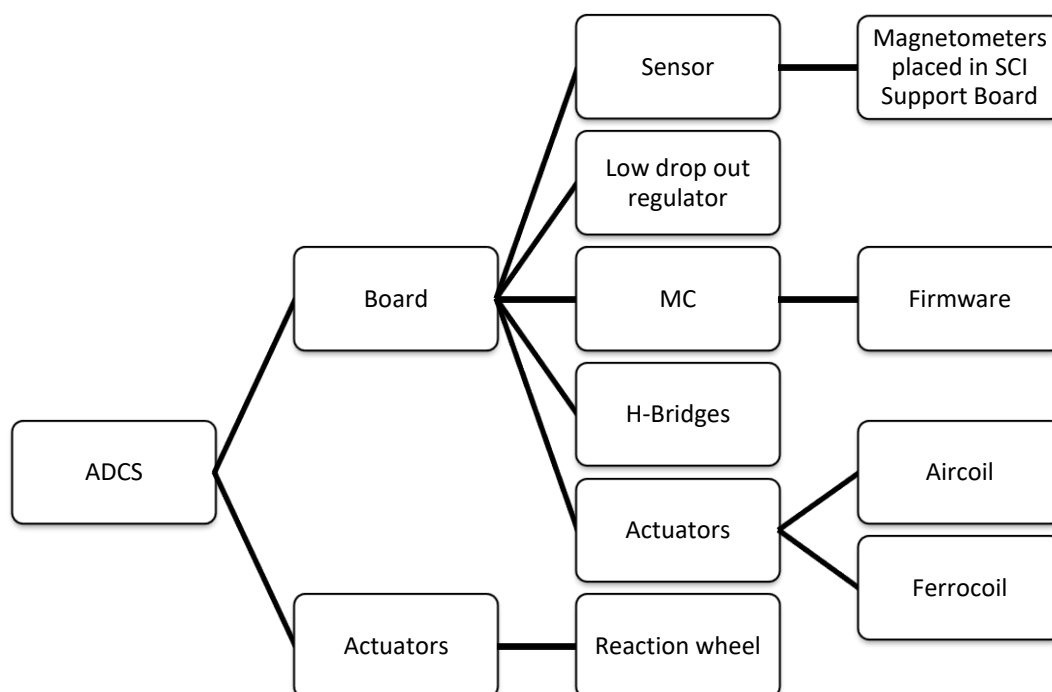 Sensor
Magnetometers
placed in SCI
Support Board
Low drop out
regulator
Board
MC
Firmware
H-Bridges
ADCS
Aircoil
Actuators
Ferrocoil
Actuators
Reaction wheel